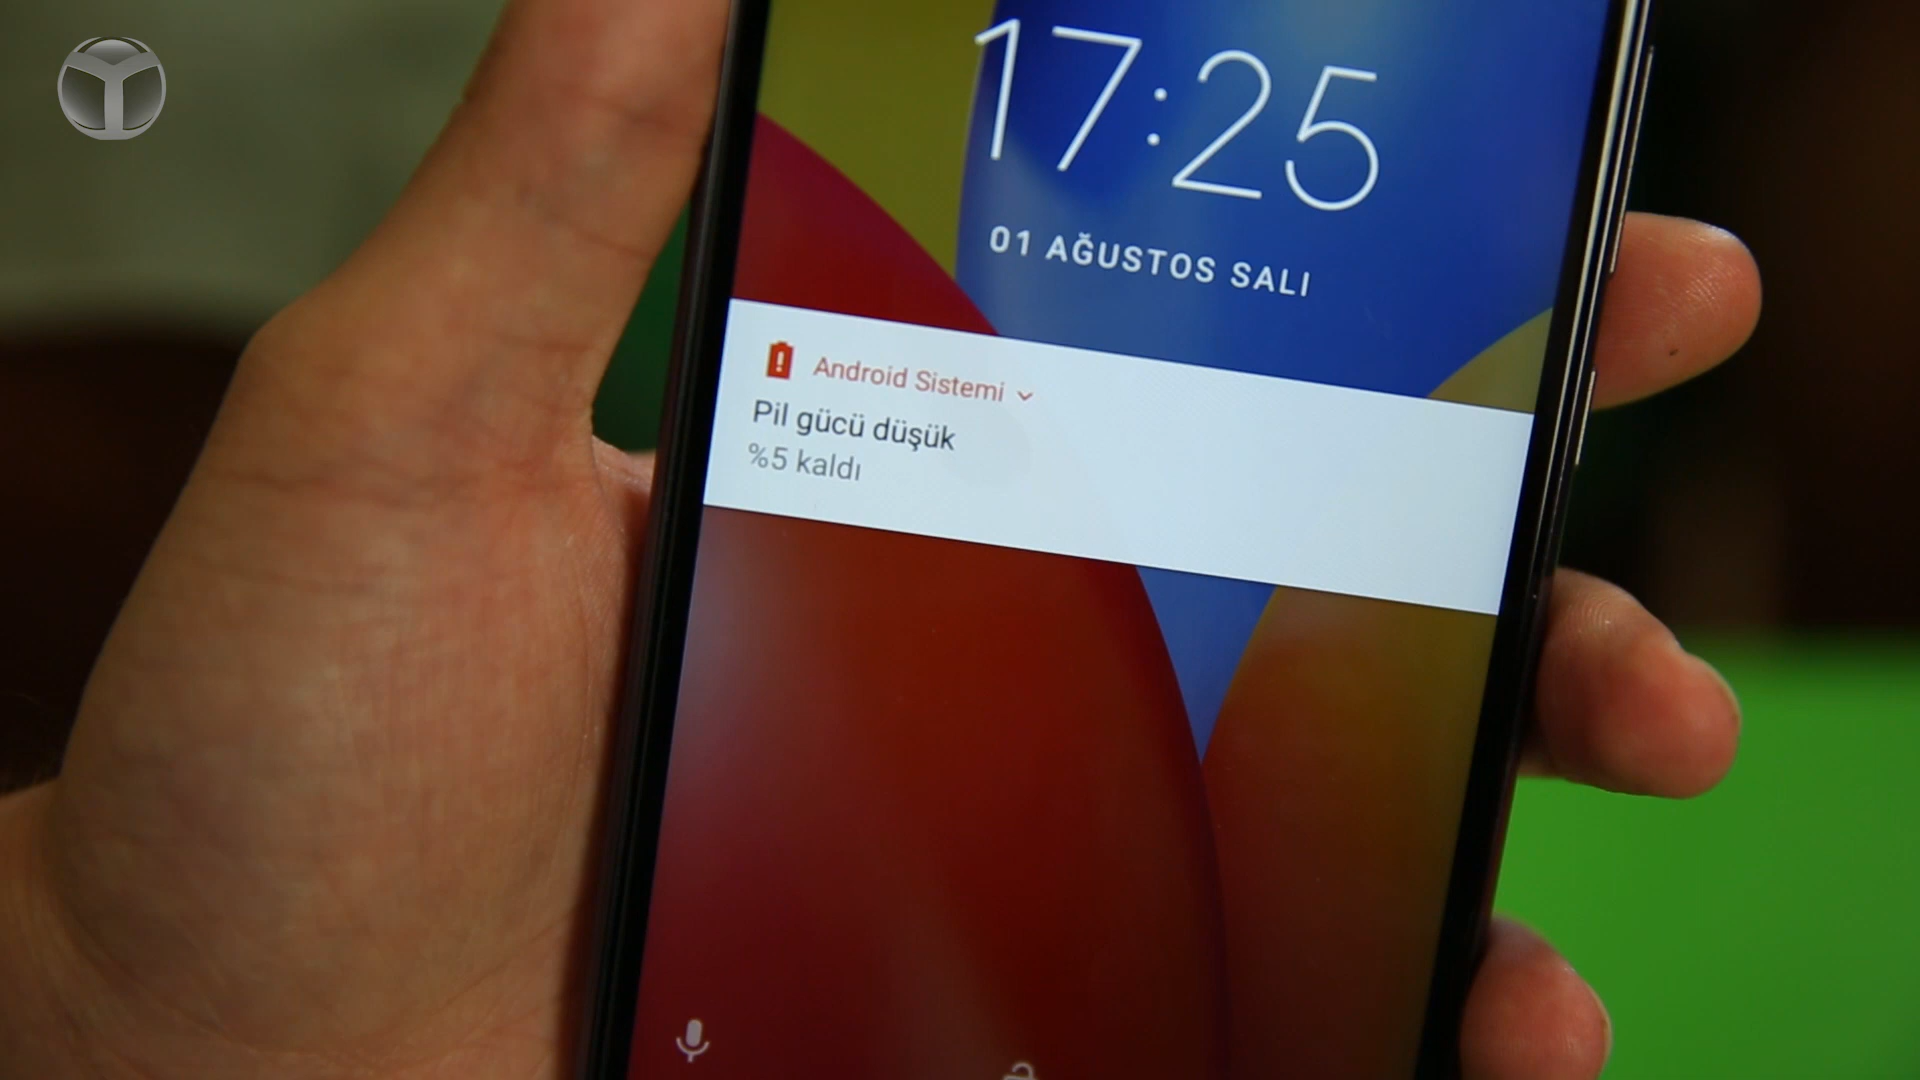 17:25
01 AĞUSTOS SALI
Android Sistemi
Pil gücü düşük
%5 kaldı